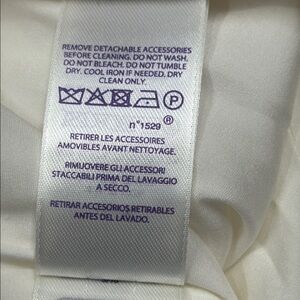 REMOVE DETACHABLE ACCESSORIES
BEFORE CLEANING. DO NOT WASH.
DO NOT BLEACH. DO NOT TUMBLE
DRY. COOL IRON IF NEEDED. DRY
CLEAN ONLY.
P
n°1529 ®
RETIRER LES ACCESSOIRES
AMOVIBLES AVANT NETTOYAGE.
RIMUOVERE GLI ACCESSORI
STACCABILI PRIMA DEL LAVAGGIO
A SECCO.
RETIRAR ACCESORIOS RETIRABLES
ANTES DEL LAVADO.